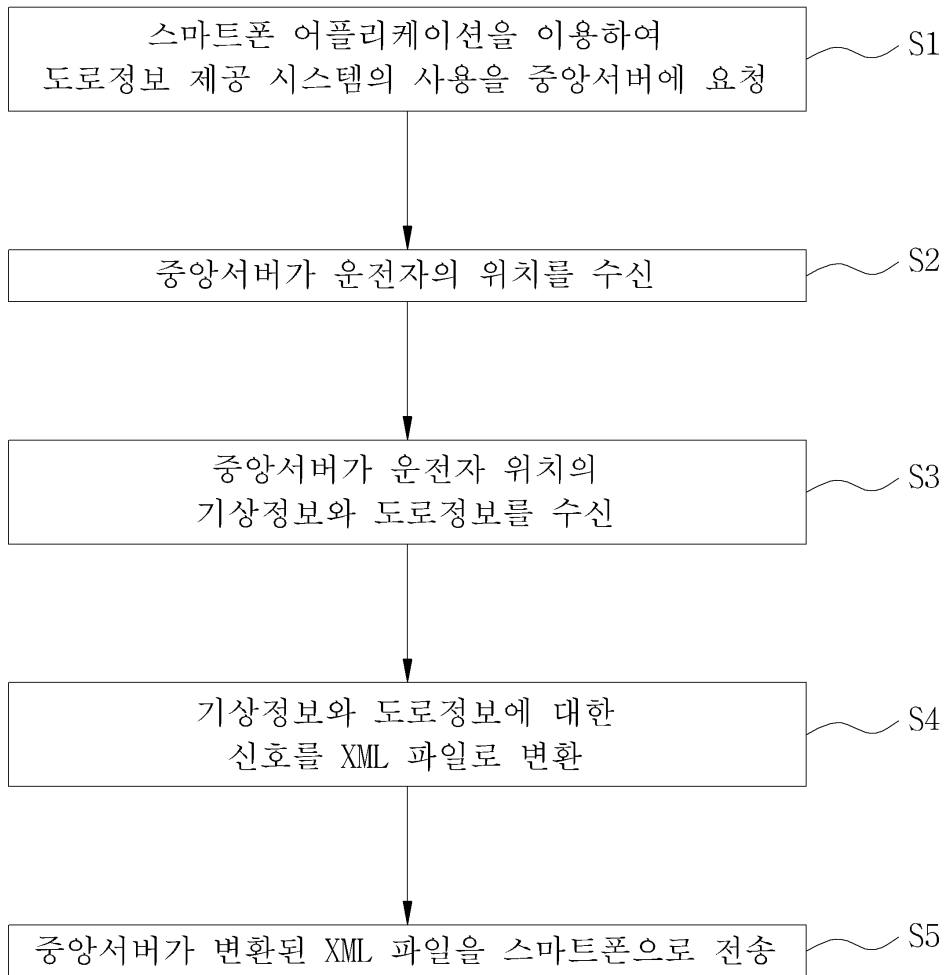 스마트폰 어플리케이션을 이용하여
도로정보 제공 시스템의 사용을 중앙서버에 요청
S1
중앙서버가 운전자의 위치를 수신
S2
중앙서버가 운전자 위치의
기상정보와 도로정보를 수신
S3
기상정보와 도로정보에 대한
신호를 XML 파일로 변환
S4
중앙서버가 변환된 XML 파일을 스마트폰으로 전송
S5